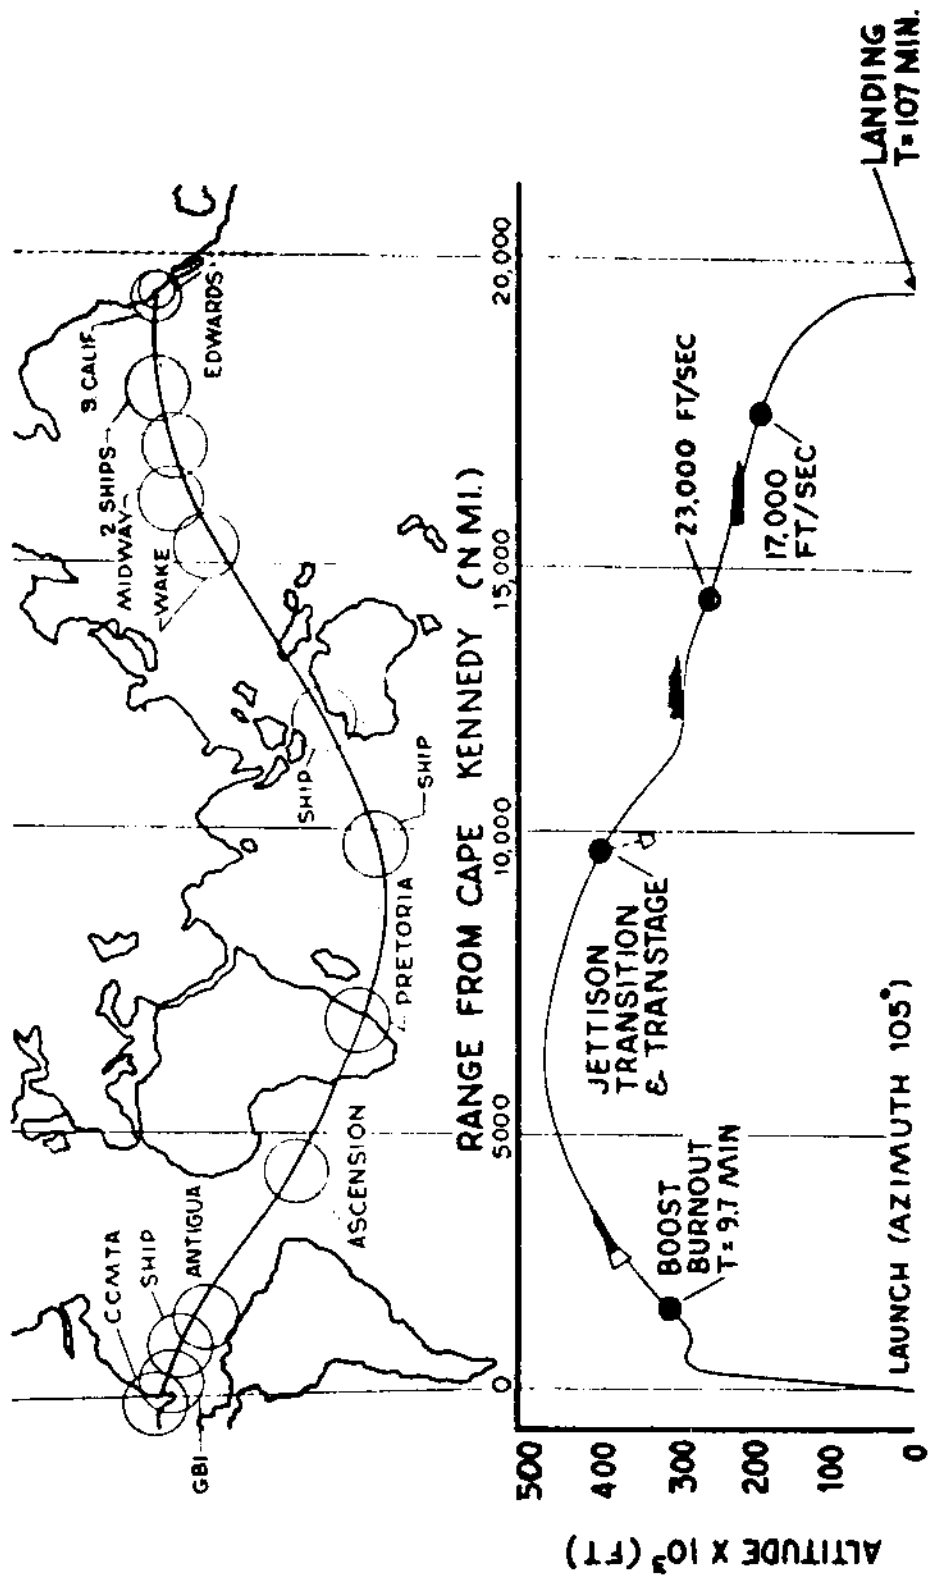 CCMTA
SHIP
ANTIGUA
GBI
ASCENSION
PRETORIA
SHIP
SHIP
WAKE
MIDWAY
2 SHIPS
S. CALIF.
EDWARDS
RANGE FROM CAPE KENNEDY (N MI.)
0
5000
10,000
15,000
20,000
500
400
300
200
100
0
ALTITUDE X 10³ (FT)
BOOST
BURNOUT
T= 9.7 MIN
JETTISON
TRANSITION
& TRANSTAGE
23,000 FT/SEC
17,000
FT/SEC
LANDING
T= 107 MIN.
LAUNCH (AZIMUTH 105°)